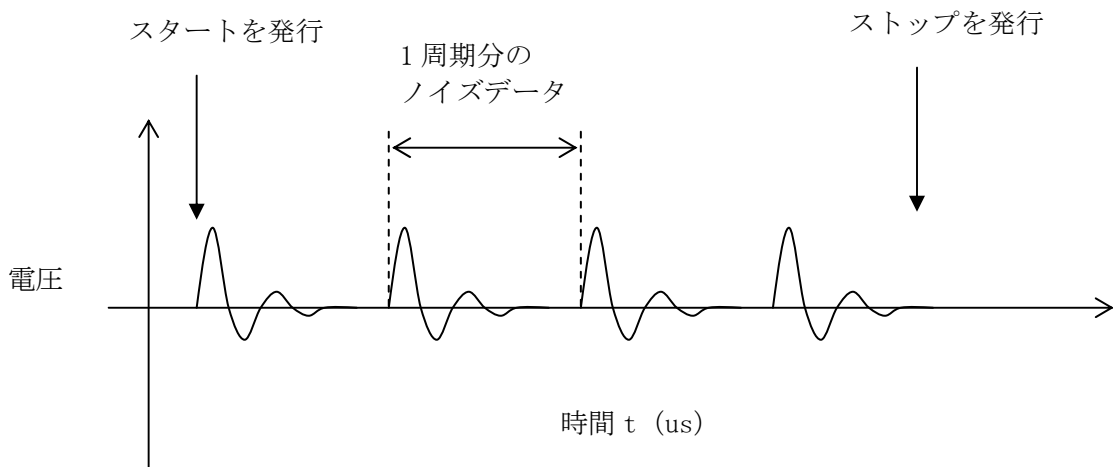 スタートを発行
ストップを発行
1 周期分の
ノイズデータ
電圧
時間 t (us)